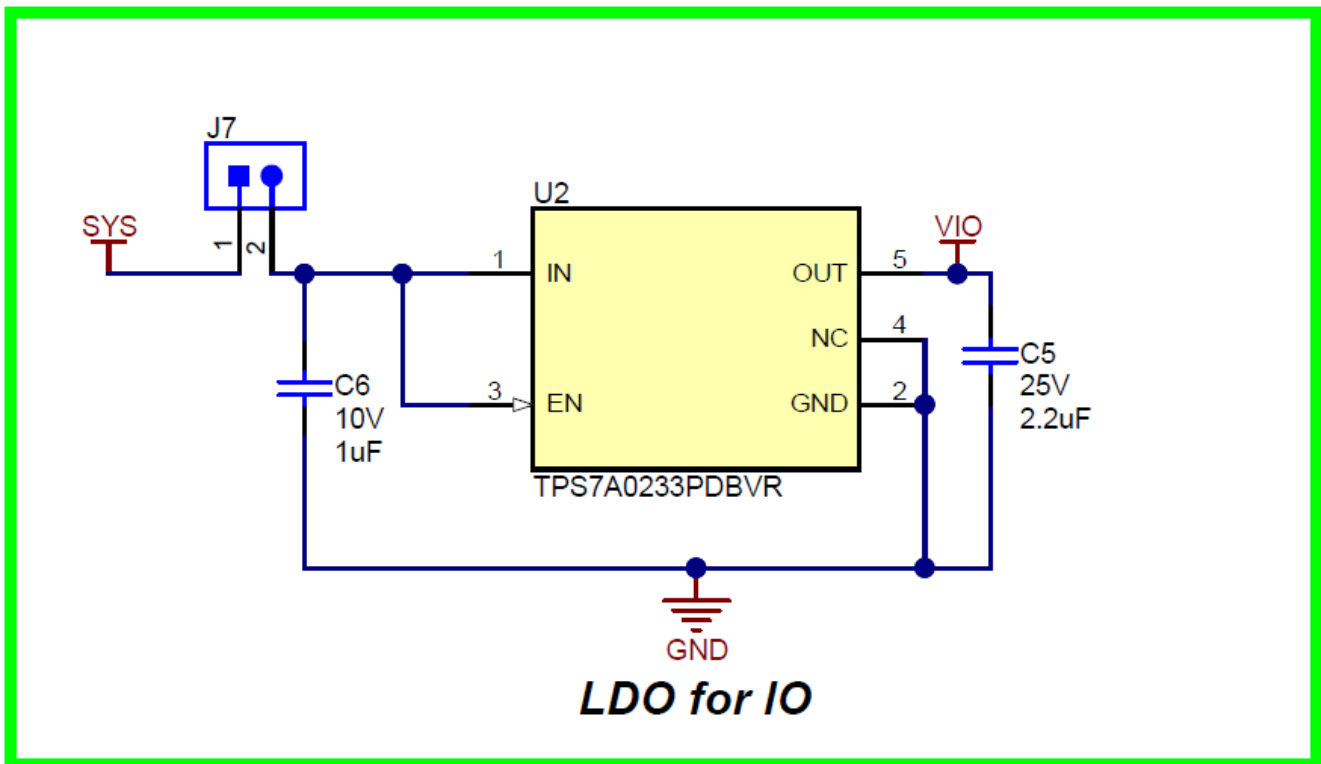 J7
U2
SYS
1
2
1
IN
OUT
5
VIO
NC
4
C6
10V
1uF
3
EN
GND
2
C5
25V
2.2uF
TPS7A0233PDBVR
GND
LDO for IO